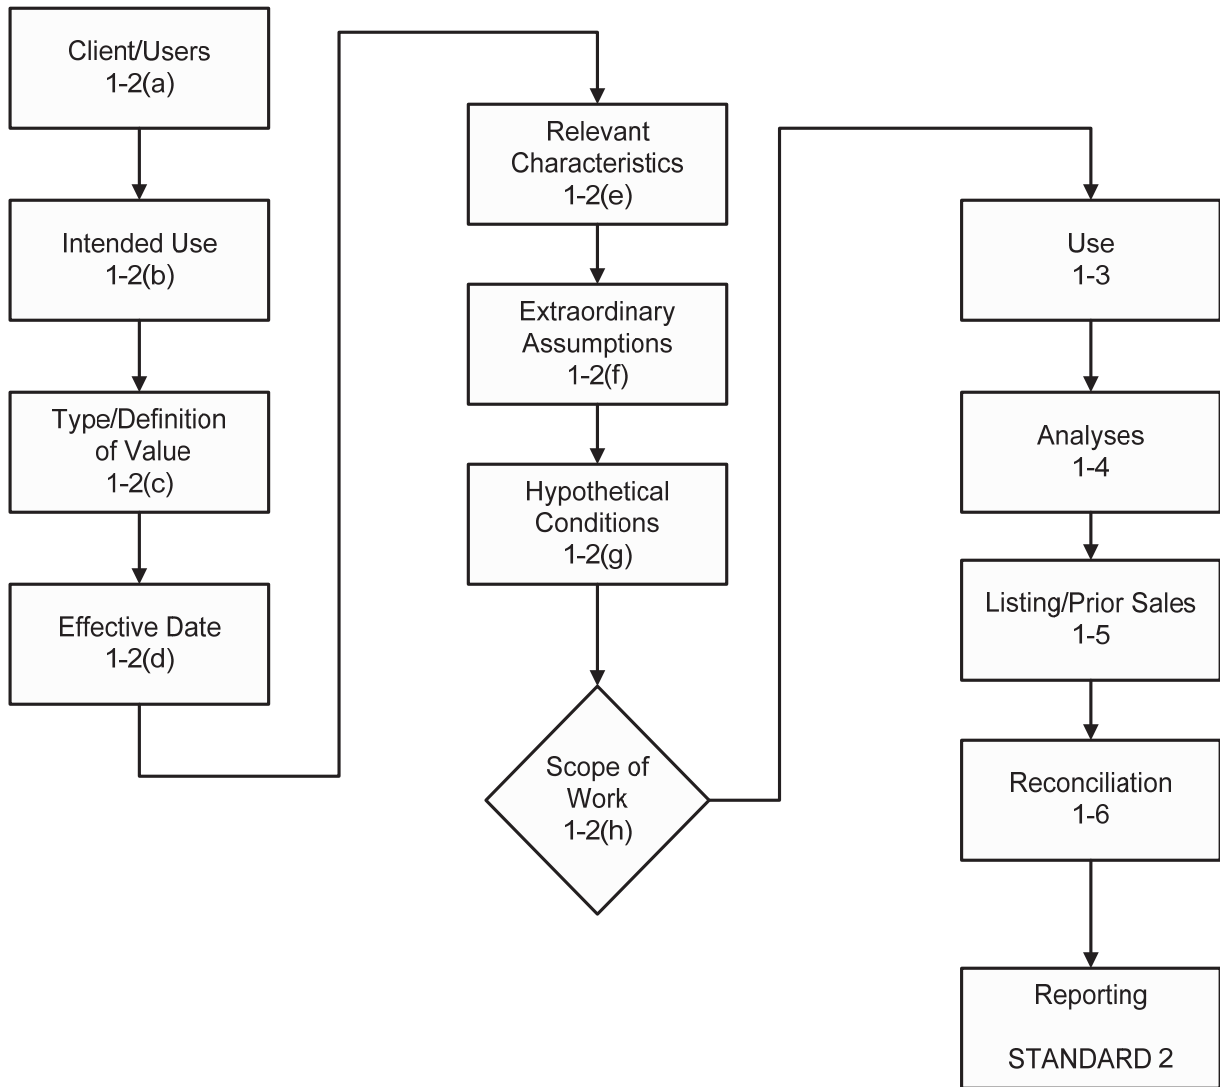 Client/Users
1-2(a)
Intended Use
1-2(b)
Type/Definition
of Value
1-2(c)
Effective Date
1-2(d)
Relevant
Characteristics
1-2(e)
Extraordinary
Assumptions
1-2(f)
Hypothetical
Conditions
1-2(g)
Scope of
Work
1-2(h)
Use
1-3
Analyses
1-4
Listing/Prior Sales
1-5
Reconciliation
1-6
Reporting
STANDARD 2